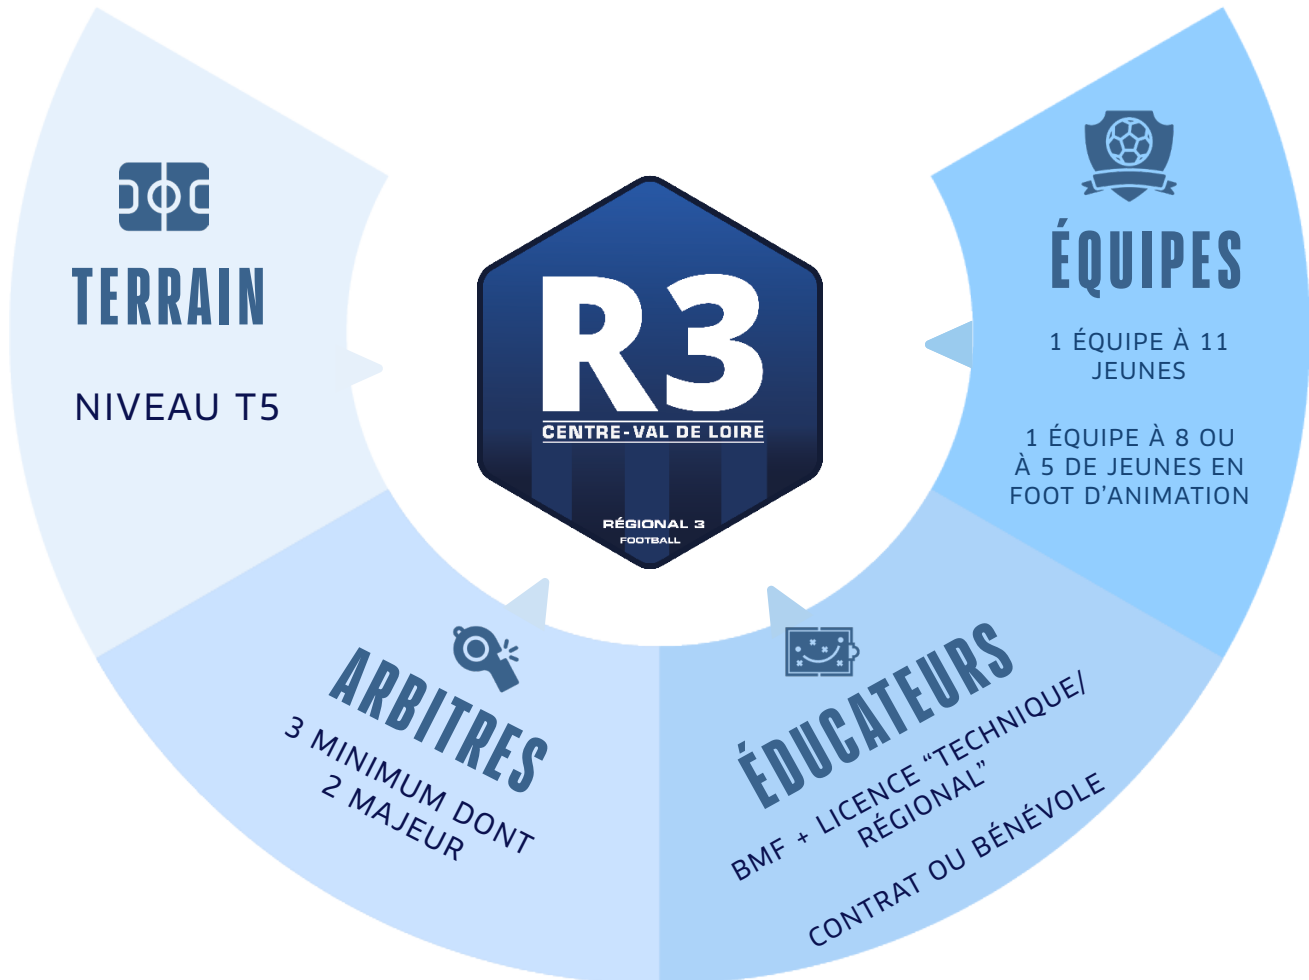 TERRAIN
NIVEAU T5
ARBITRES
3 MINIMUM DONT
2 MAJEUR
R3
CENTRE-VAL DE LOIRE
RÉGIONAL 3
FOOTBALL
ÉDUCATEURS
BMF + LICENCE “TECHNIQUE/
RÉGIONAL”
CONTRAT OU BÉNÉVOLE
ÉQUIPES
1 ÉQUIPE À 11
JEUNES
1 ÉQUIPE À 8 OU
À 5 DE JEUNES EN
FOOT D’ANIMATION